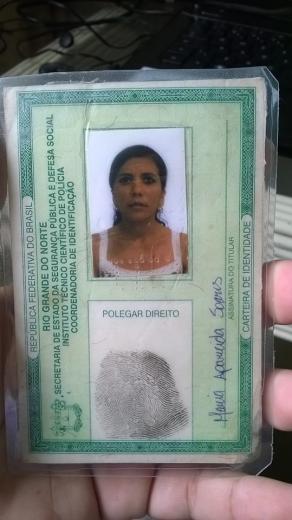 REPÚBLICA FEDERATIVA DO BRASIL
RIO GRANDE DO NORTE
SECRETARIA DE ESTADO DA SEGURANÇA PÚBLICA E DEFESA SOCIAL
INSTITUTO TÉCNICO CIENTÍFICO DE POLÍCIA
COORDENADORIA DE IDENTIFICAÇÃO
POLEGAR DIREITO
Maria Aparecida
ASSINATURA DO TITULAR
CARTEIRA DE IDENTIDADE